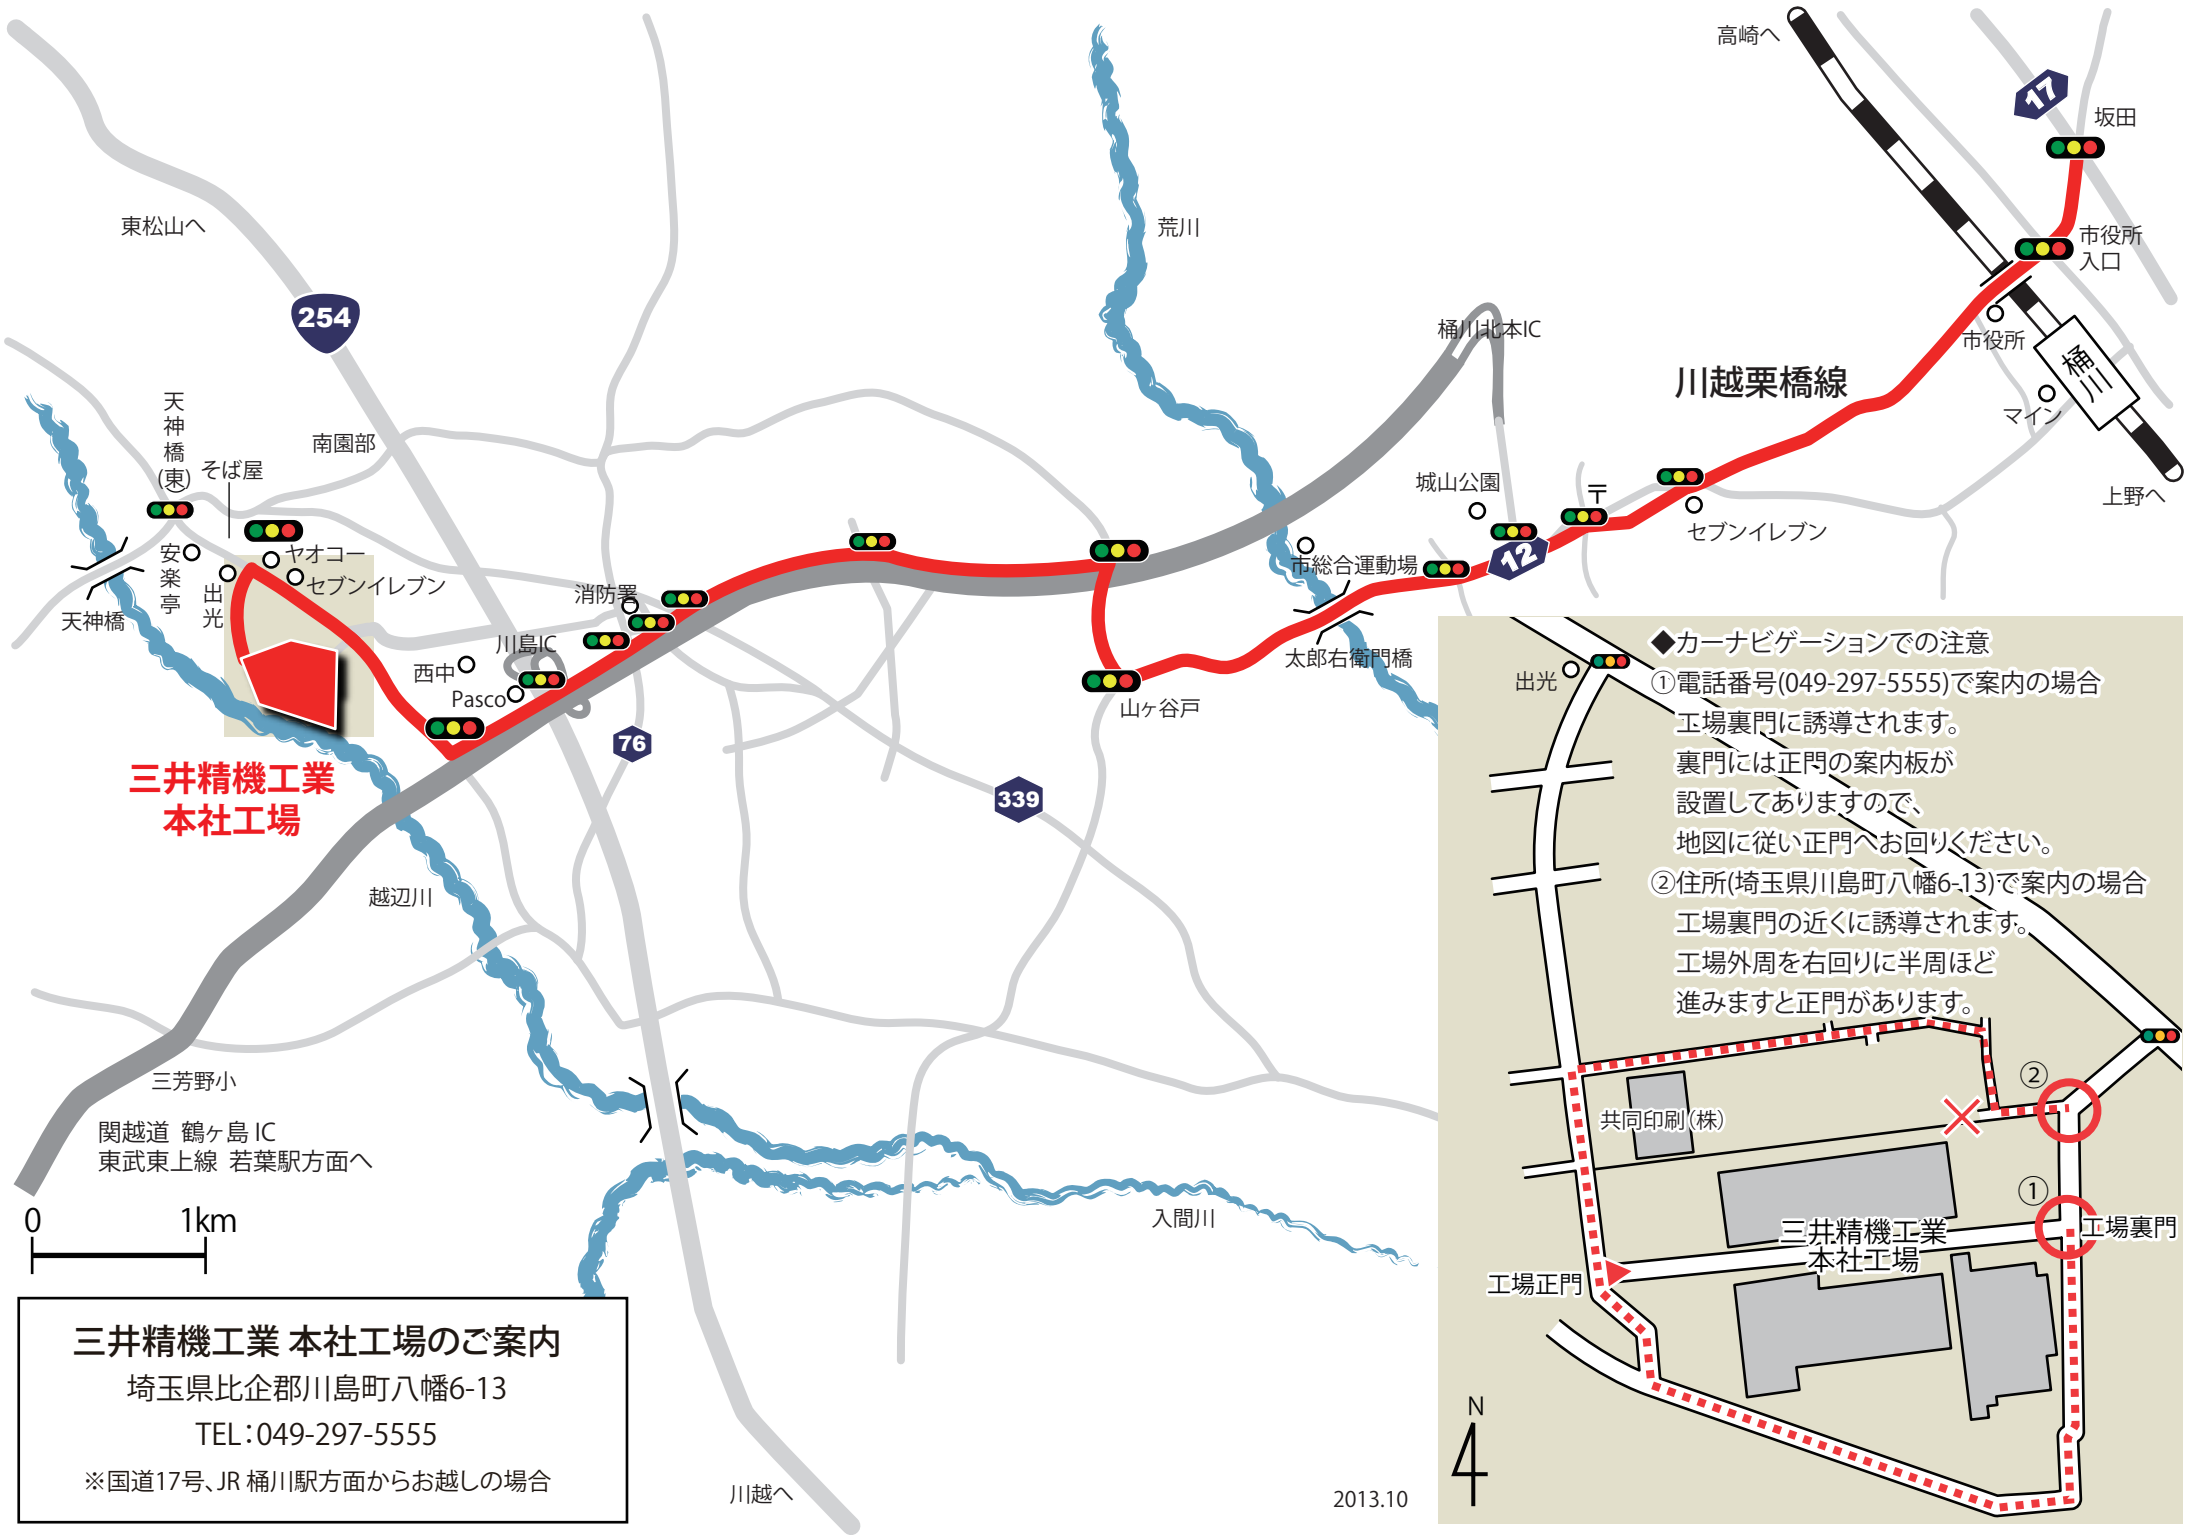 高崎へ
17
坂田
東松山へ
荒川
市役所
入口
254
桶川北本IC
市役所
桶川
川越栗橋線
マイン
天神橋(東)
南園部
そば屋
城山公園
〒
上野へ
セブンイレブン
安楽亭
ヤオコー
セブンイレブン
出光
天神橋
消防署
市総合運動場
12
川島IC
西中
Pasco
太郎右衛門橋
山ヶ谷戸
76
339
三井精機工業
本社工場
越辺川
三芳野小
関越道 鶴ヶ島 IC
東武東上線 若葉駅方面へ
0 1km
入間川
川越へ
三井精機工業 本社工場のご案内
埼玉県比企郡川島町八幡6-13
TEL:049-297-5555
※国道17号、JR 桶川駅方面からお越しの場合
2013.10
◆カーナビゲーションでの注意
①電話番号(049-297-5555)で案内の場合
工場裏門に誘導されます。
裏門には正門の案内板が
設置してありますので、
地図に従い正門へお回りください。
②住所(埼玉県川島町八幡6-13)で案内の場合
工場裏門の近くに誘導されます。
工場外周を右回りに半周ほど
進みますと正門があります。
出光
②
共同印刷(株)
①
工場裏門
三井精機工業
本社工場
工場正門
N